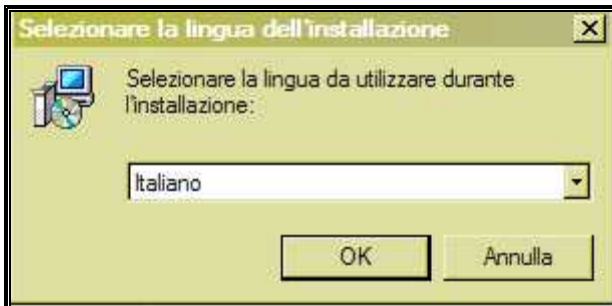 Selezionare la lingua dell'installazione
Selezionare la lingua da utilizzare durante
l'installazione:
Italiano
OK
Annulla